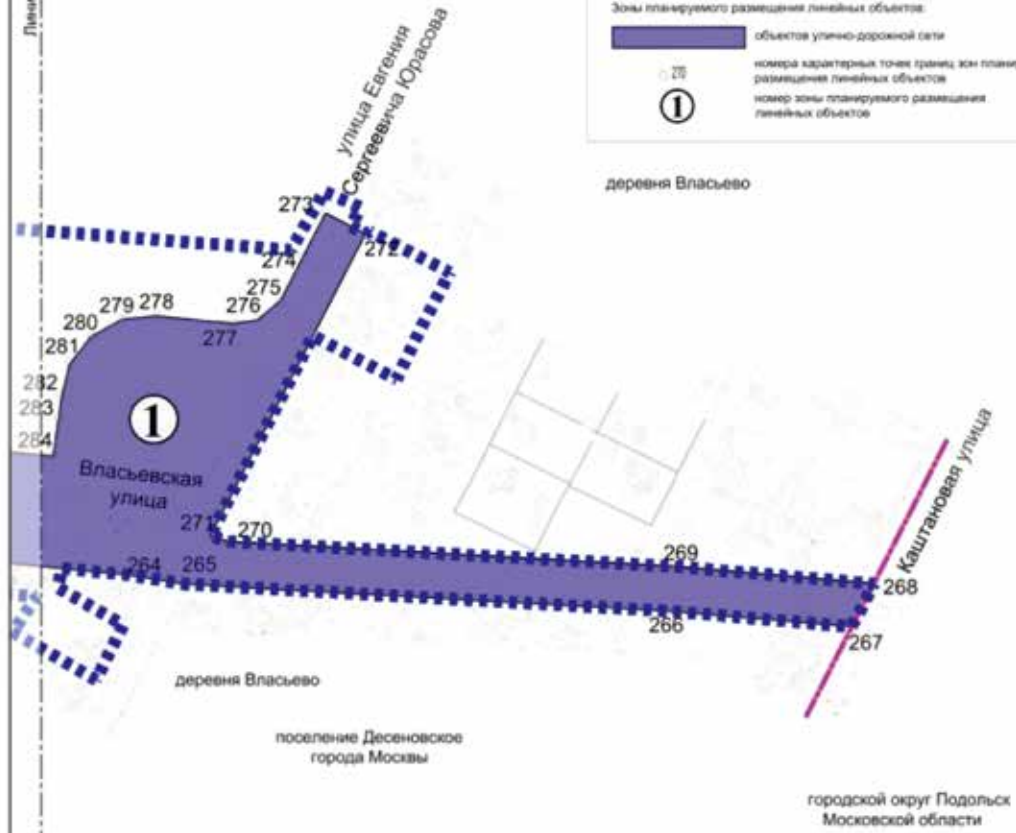 Зоны планируемого размещения линейных объектов:
объектов улично-дорожной сети
270
номера характерных точек границ зон плани
размещения линейных объектов
1
номер зоны планируемого размещения
линейных объектов
Лини
улица Евгения
Сергеевича Юрасова
деревня Власьево
273
272
274
275
276
277
278
279
280
281
282
283
284
1
Власьевская
улица
271
270
269
268
Каштановая улица
264
265
266
267
деревня Власьево
поселение Десеновское
города Москвы
городской округ Подольск
Московской области